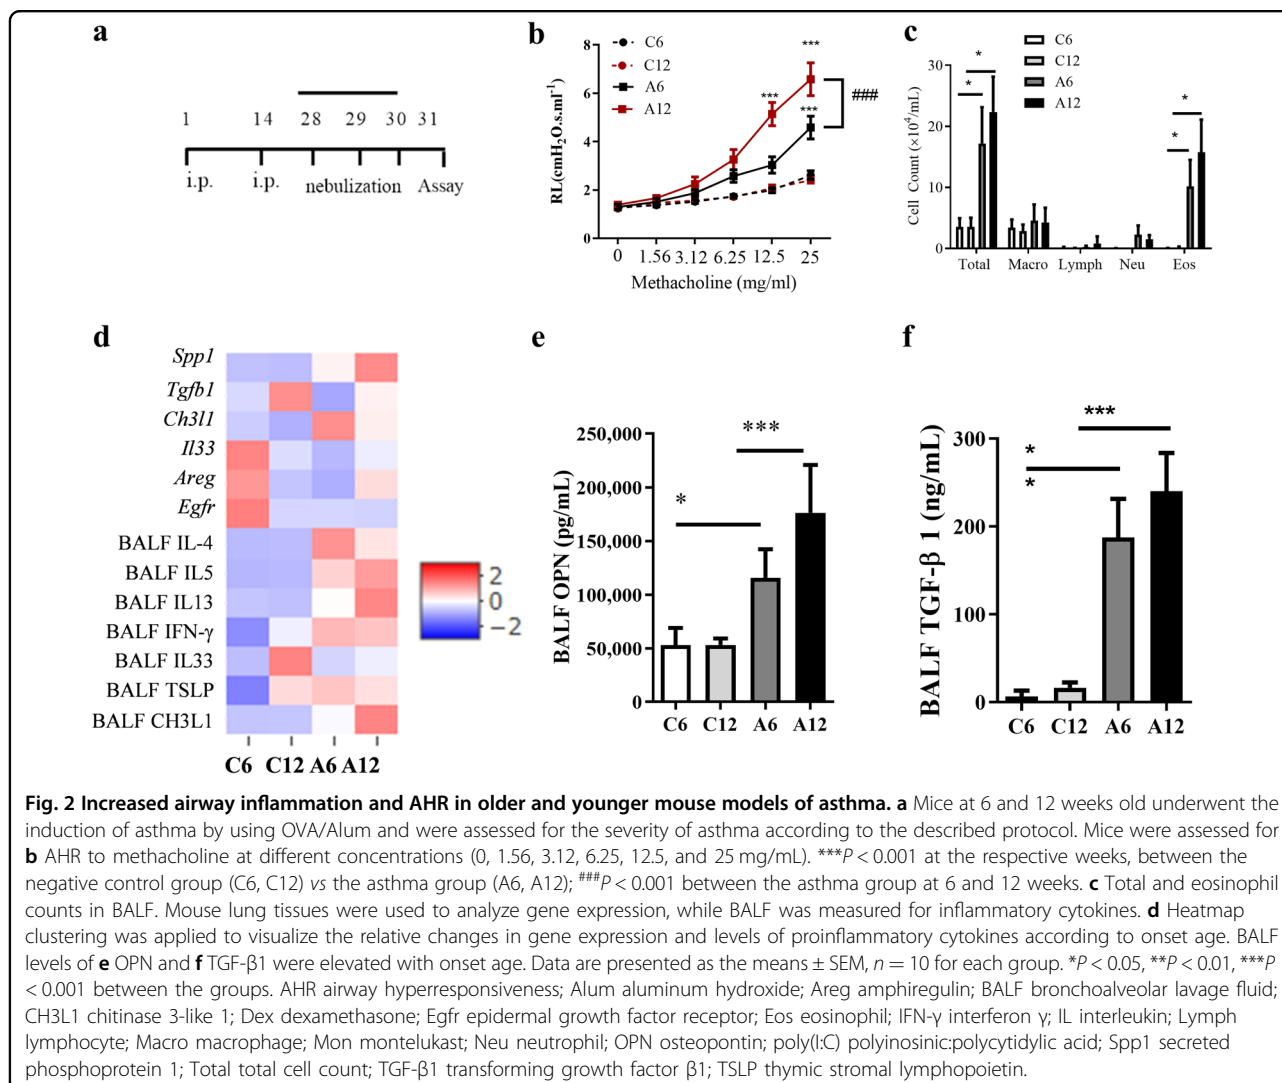 a
1 14 28 29 30 31
i.p. i.p. nebulization Assay
b
RL(cmH2O.s.ml-1)
8
6
4
2
0
C6
C12
A6
A12
***
***
***
###
0 1.56 3.12 6.25 12.5 25
Methacholine (mg/ml)
c
Cell Count (×10⁴/mL)
30
20
10
0
C6
C12
A6
A12
*
*
*
*
Total Macro Lymph Neu Eos
d
Spp1
Tgfb1
Ch3l1
Il33
Areg
Egfr
BALF IL-4
BALF IL5
BALF IL13
BALF IFN-γ
BALF IL33
BALF TSLP
BALF CH3L1
C6 C12 A6 A12
2
0
−2
e
BALF OPN (pg/mL)
250,000
200,000
150,000
100,000
50,000
0
*
***
C6 C12 A6 A12
f
BALF TGF-β 1 (ng/mL)
300
200
100
0
*
*
***
C6 C12 A6 A12
Fig. 2 Increased airway inflammation and AHR in older and younger mouse models of asthma. a Mice at 6 and 12 weeks old underwent the
induction of asthma by using OVA/Alum and were assessed for the severity of asthma according to the described protocol. Mice were assessed for
b AHR to methacholine at different concentrations (0, 1.56, 3.12, 6.25, 12.5, and 25 mg/mL). ***P < 0.001 at the respective weeks, between the
negative control group (C6, C12) vs the asthma group (A6, A12); ###P < 0.001 between the asthma group at 6 and 12 weeks. c Total and eosinophil
counts in BALF. Mouse lung tissues were used to analyze gene expression, while BALF was measured for inflammatory cytokines. d Heatmap
clustering was applied to visualize the relative changes in gene expression and levels of proinflammatory cytokines according to onset age. BALF
levels of e OPN and f TGF-β1 were elevated with onset age. Data are presented as the means ± SEM, n = 10 for each group. *P < 0.05, **P < 0.01, ***P
< 0.001 between the groups. AHR airway hyperresponsiveness; Alum aluminum hydroxide; Areg amphiregulin; BALF bronchoalveolar lavage fluid;
CH3L1 chitinase 3-like 1; Dex dexamethasone; Egfr epidermal growth factor receptor; Eos eosinophil; IFN-γ interferon γ; IL interleukin; Lymph
lymphocyte; Macro macrophage; Mon montelukast; Neu neutrophil; OPN osteopontin; poly(I:C) polyinosinic:polycytidylic acid; Spp1 secreted
phosphoprotein 1; Total total cell count; TGF-β1 transforming growth factor β1; TSLP thymic stromal lymphopoietin.